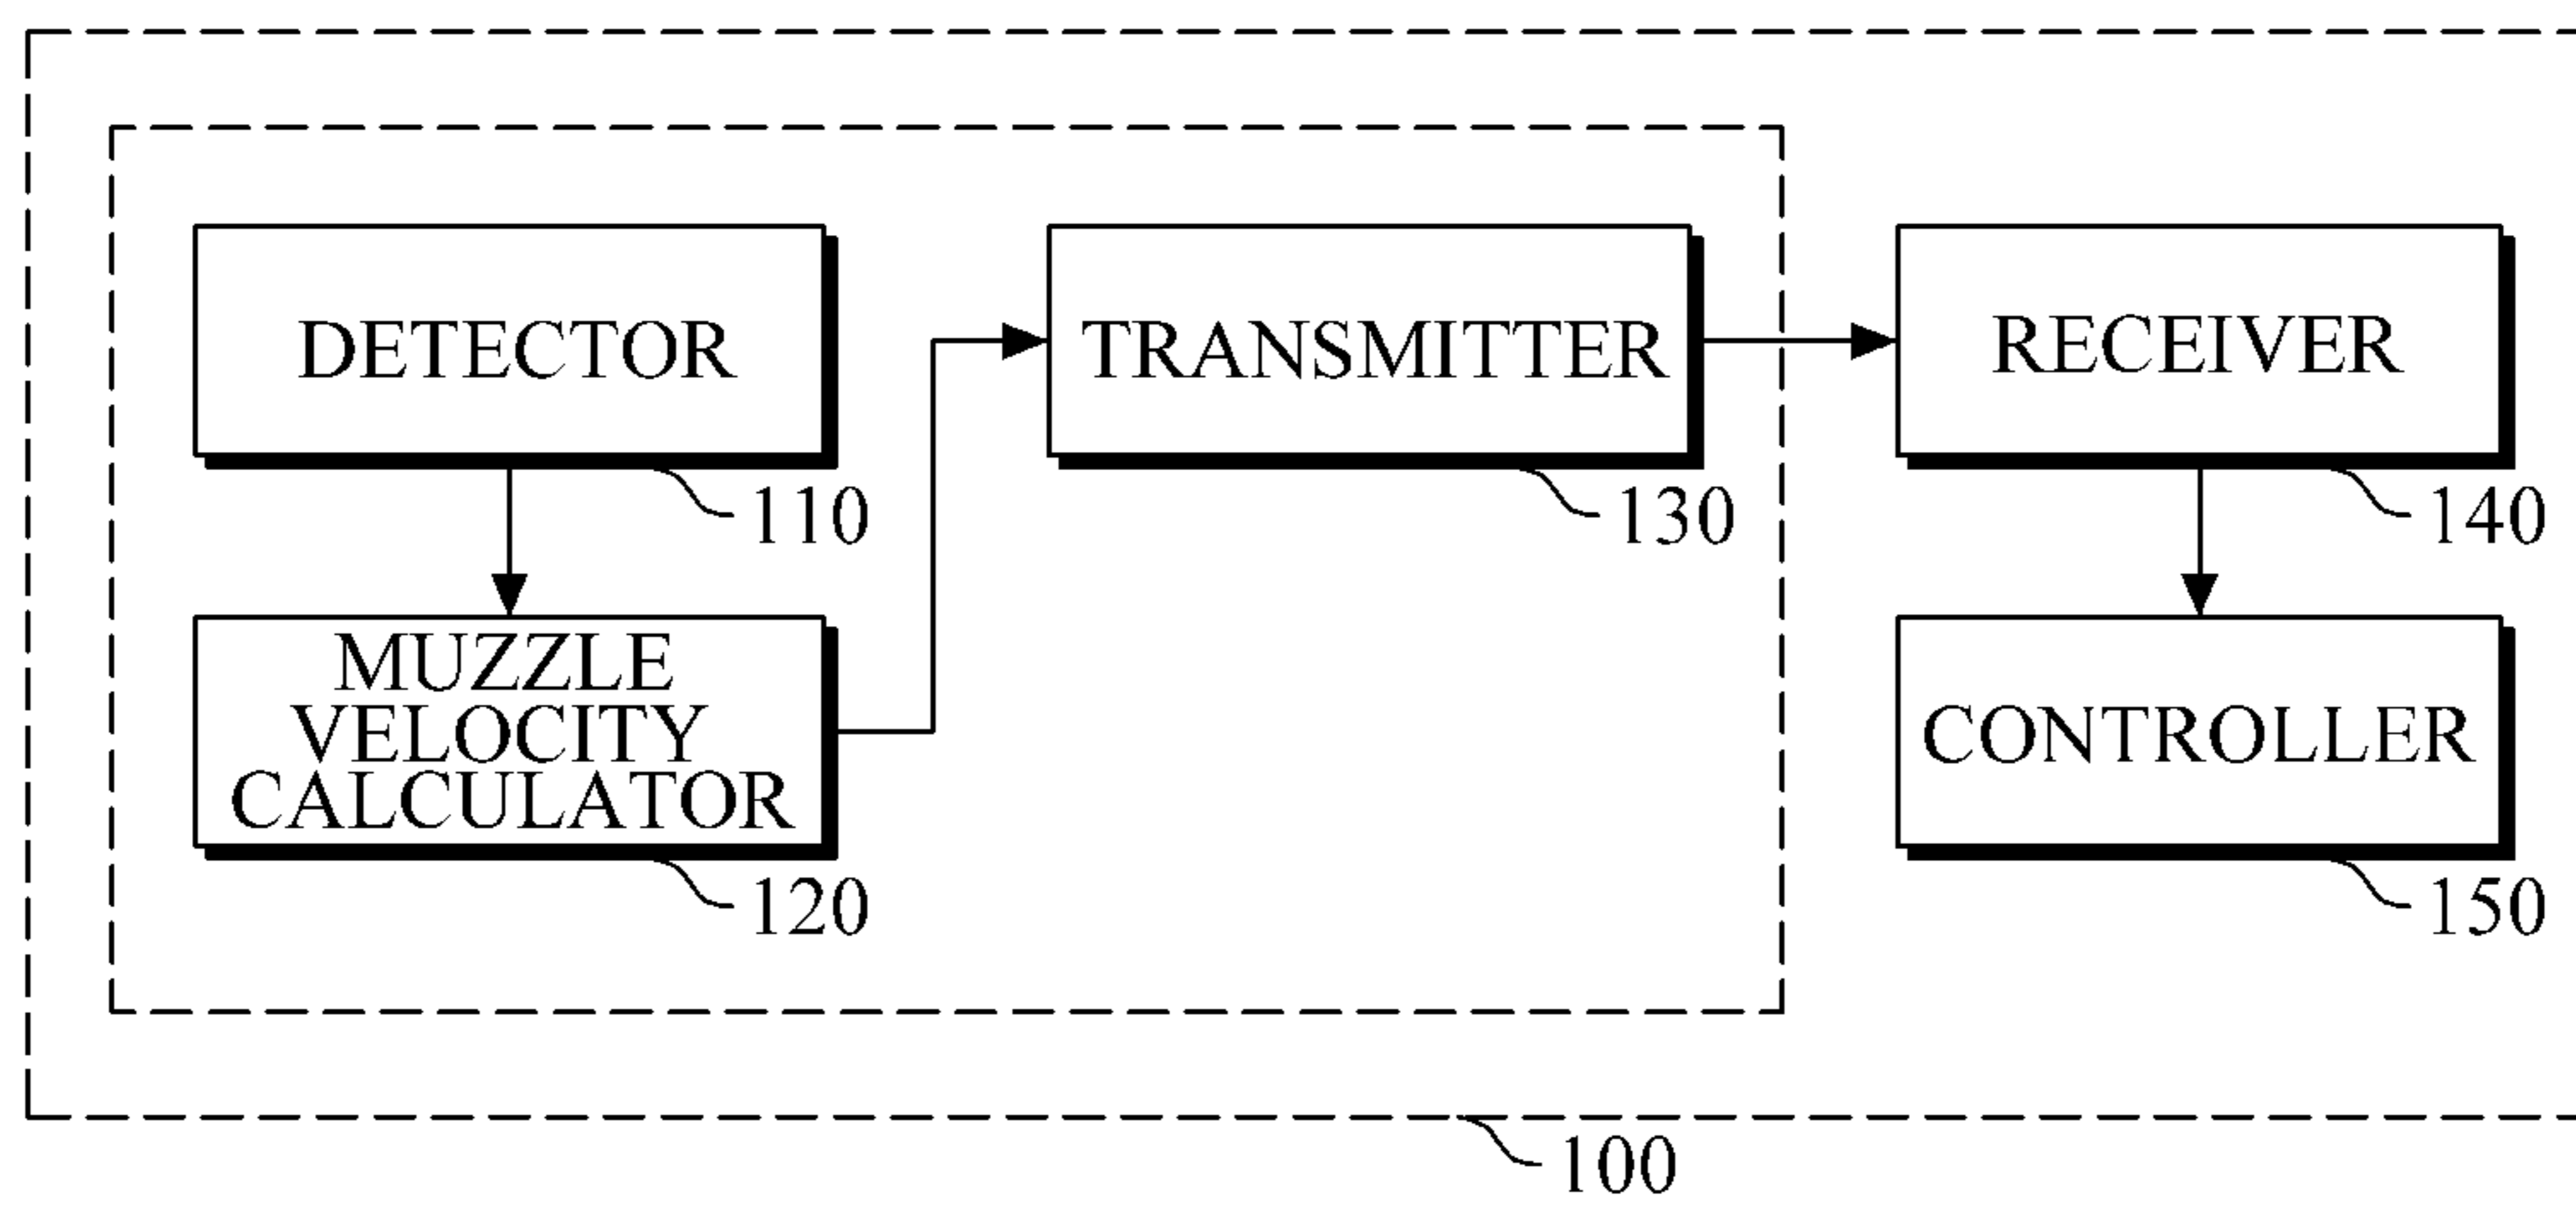 DETECTOR
110
MUZZLE
VELOCITY
CALCULATOR
120
TRANSMITTER
130
RECEIVER
140
CONTROLLER
150
100